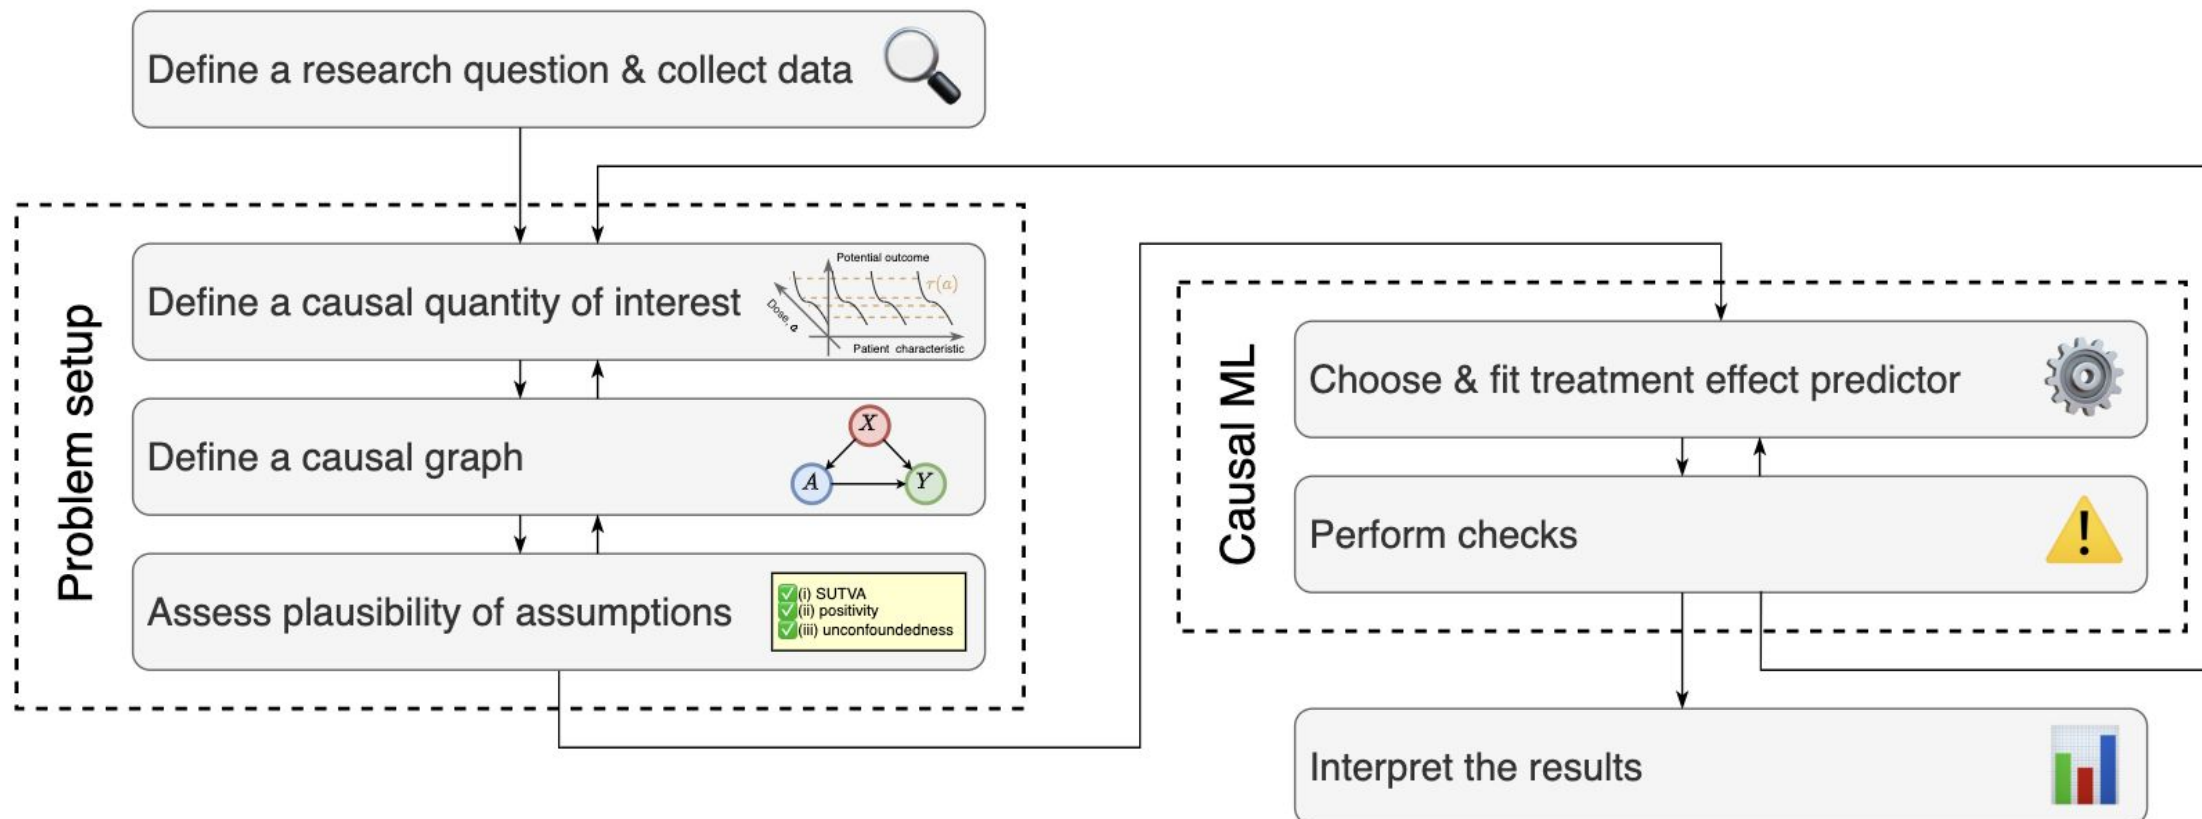 Define a research question & collect data
Problem setup
Define a causal quantity of interest
Potential outcome
τ(a)
Dose, a
Patient characteristic
Define a causal graph
X
A
Y
Assess plausibility of assumptions
(i) SUTVA
(ii) positivity
(iii) unconfoundedness
Causal ML
Choose & fit treatment effect predictor
Perform checks
Interpret the results